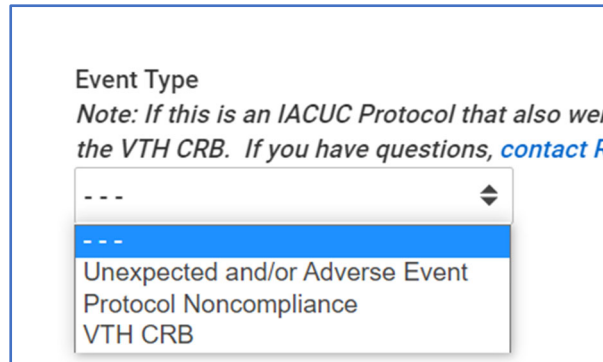 Event Type
Note: If this is an IACUC Protocol that also
the VTH CRB. If you have questions, contact
- - -
- - -
Unexpected and/or Adverse Event
Protocol Noncompliance
VTH CRB